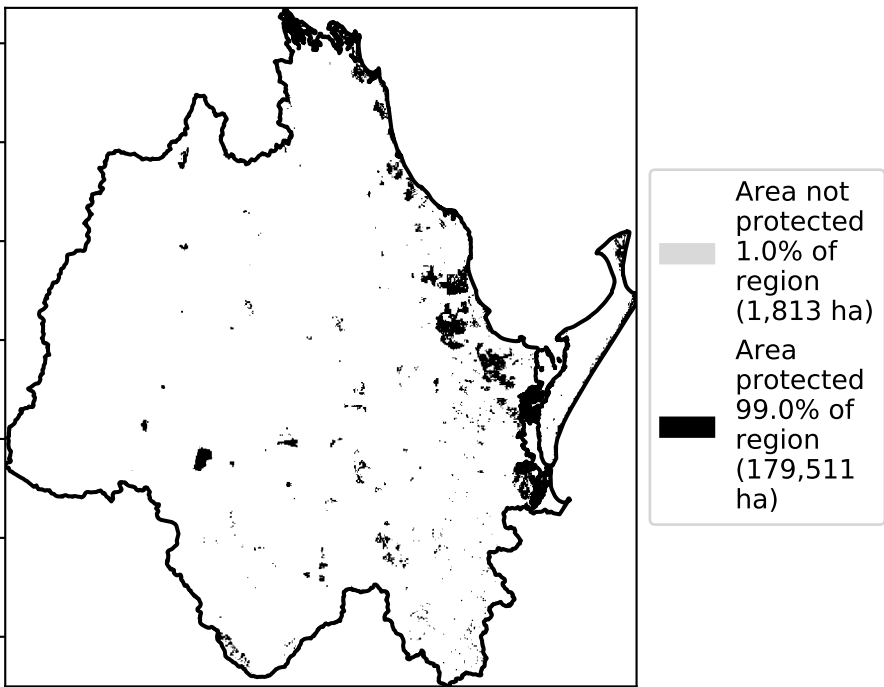 Area not
protected
1.0% of
region
(1,813 ha)
Area
protected
99.0% of
region
(179,511
ha)